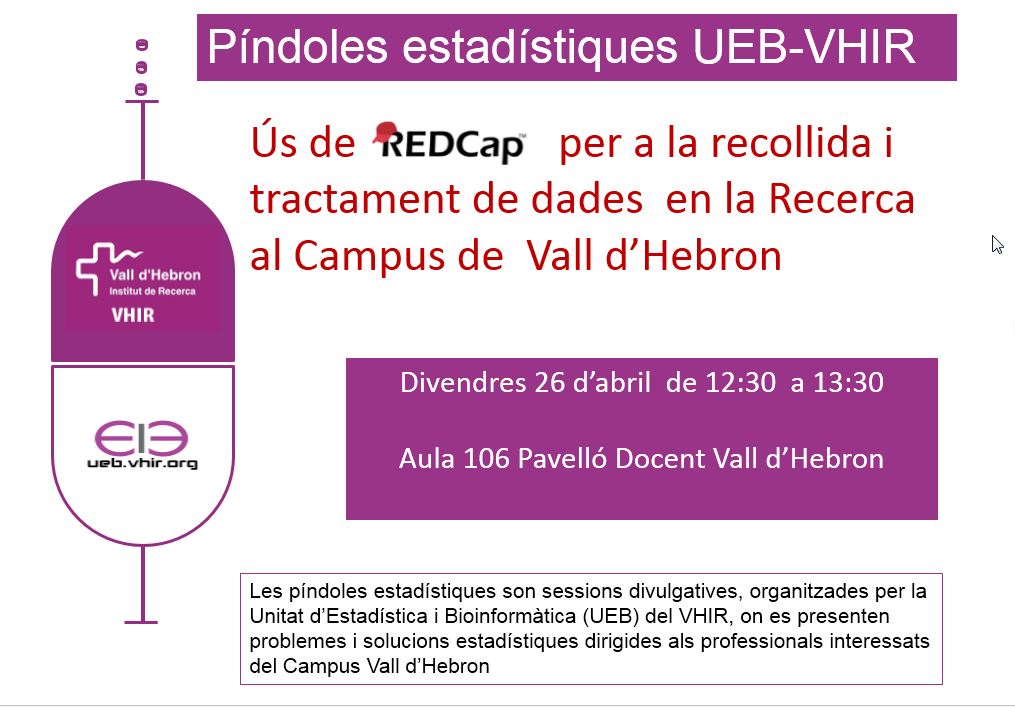 Píndoles estadístiques UEB-VHIR
Ús de REDCap™ per a la recollida i
tractament de dades en la Recerca
al Campus de Vall d’Hebron
Vall d'Hebron
Institut de Recerca
VHIR
ueb.vhir.org
Divendres 26 d’abril de 12:30 a 13:30
Aula 106 Pavelló Docent Vall d’Hebron
Les píndoles estadístiques son sessions divulgatives, organitzades per la
Unitat d’Estadística i Bioinformàtica (UEB) del VHIR, on es presenten
problemes i solucions estadístiques dirigides als professionals interessats
del Campus Vall d’Hebron